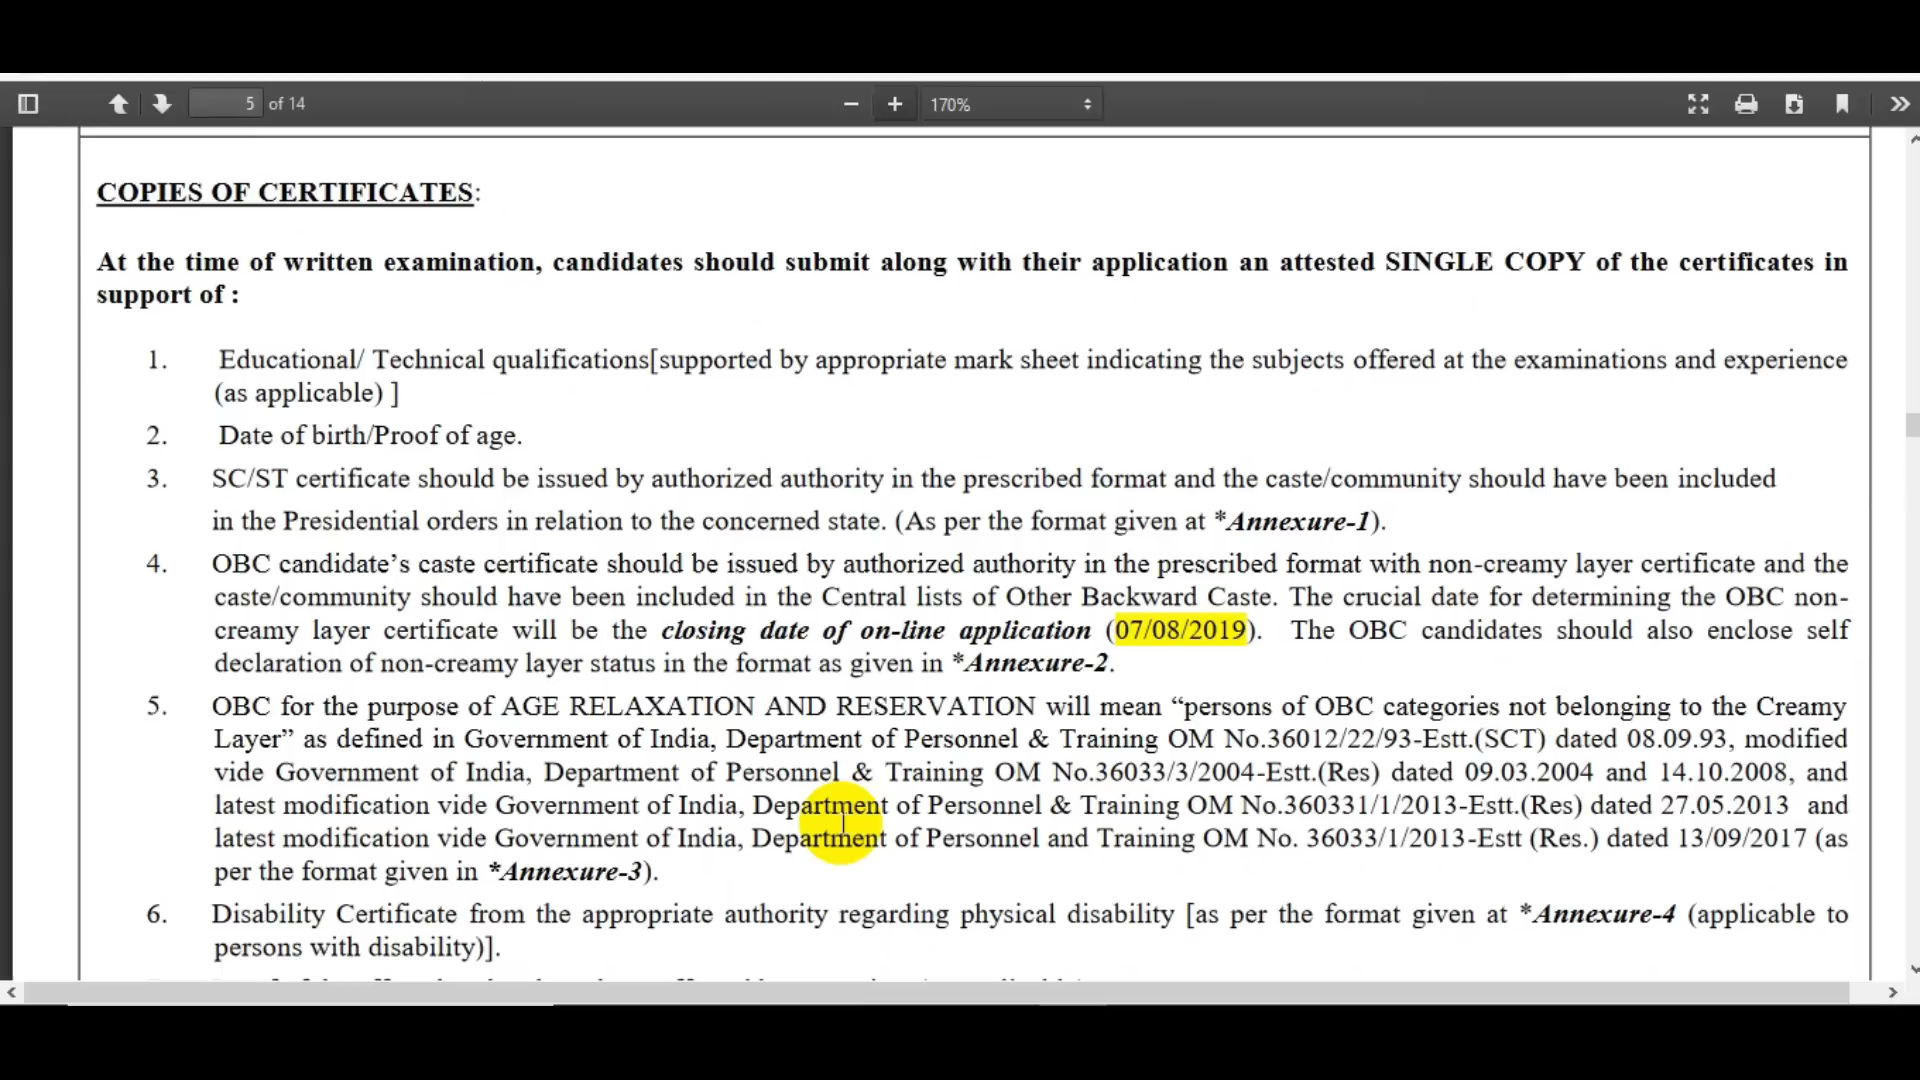 5 of 14
170%
COPIES OF CERTIFICATES:
At the time of written examination, candidates should submit along with their application an attested SINGLE COPY of the certificates in
support of :
1. Educational/ Technical qualifications[supported by appropriate mark sheet indicating the subjects offered at the examinations and experience
(as applicable) ]
2. Date of birth/Proof of age.
3. SC/ST certificate should be issued by authorized authority in the prescribed format and the caste/community should have been included
in the Presidential orders in relation to the concerned state. (As per the format given at *Annexure-1).
4. OBC candidate’s caste certificate should be issued by authorized authority in the prescribed format with non-creamy layer certificate and the
caste/community should have been included in the Central lists of Other Backward Caste. The crucial date for determining the OBC non-
creamy layer certificate will be the closing date of on-line application (07/08/2019). The OBC candidates should also enclose self
declaration of non-creamy layer status in the format as given in *Annexure-2.
5. OBC for the purpose of AGE RELAXATION AND RESERVATION will mean “persons of OBC categories not belonging to the Creamy
Layer” as defined in Government of India, Department of Personnel & Training OM No.36012/22/93-Estt.(SCT) dated 08.09.93, modified
vide Government of India, Department of Personnel & Training OM No.36033/3/2004-Estt.(Res) dated 09.03.2004 and 14.10.2008, and
latest modification vide Government of India, Department of Personnel & Training OM No.360331/1/2013-Estt.(Res) dated 27.05.2013 and
latest modification vide Government of India, Department of Personnel and Training OM No. 36033/1/2013-Estt (Res.) dated 13/09/2017 (as
per the format given in *Annexure-3).
6. Disability Certificate from the appropriate authority regarding physical disability [as per the format given at *Annexure-4 (applicable to
persons with disability)].